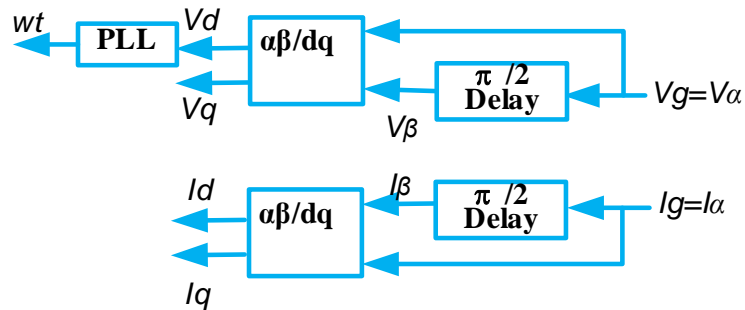 wt
PLL
Vd
Vq
αβ/dq
π /2
Delay
Vβ
Vg=Vα
Id
Iq
αβ/dq
Iβ
π /2
Delay
Ig=Iα